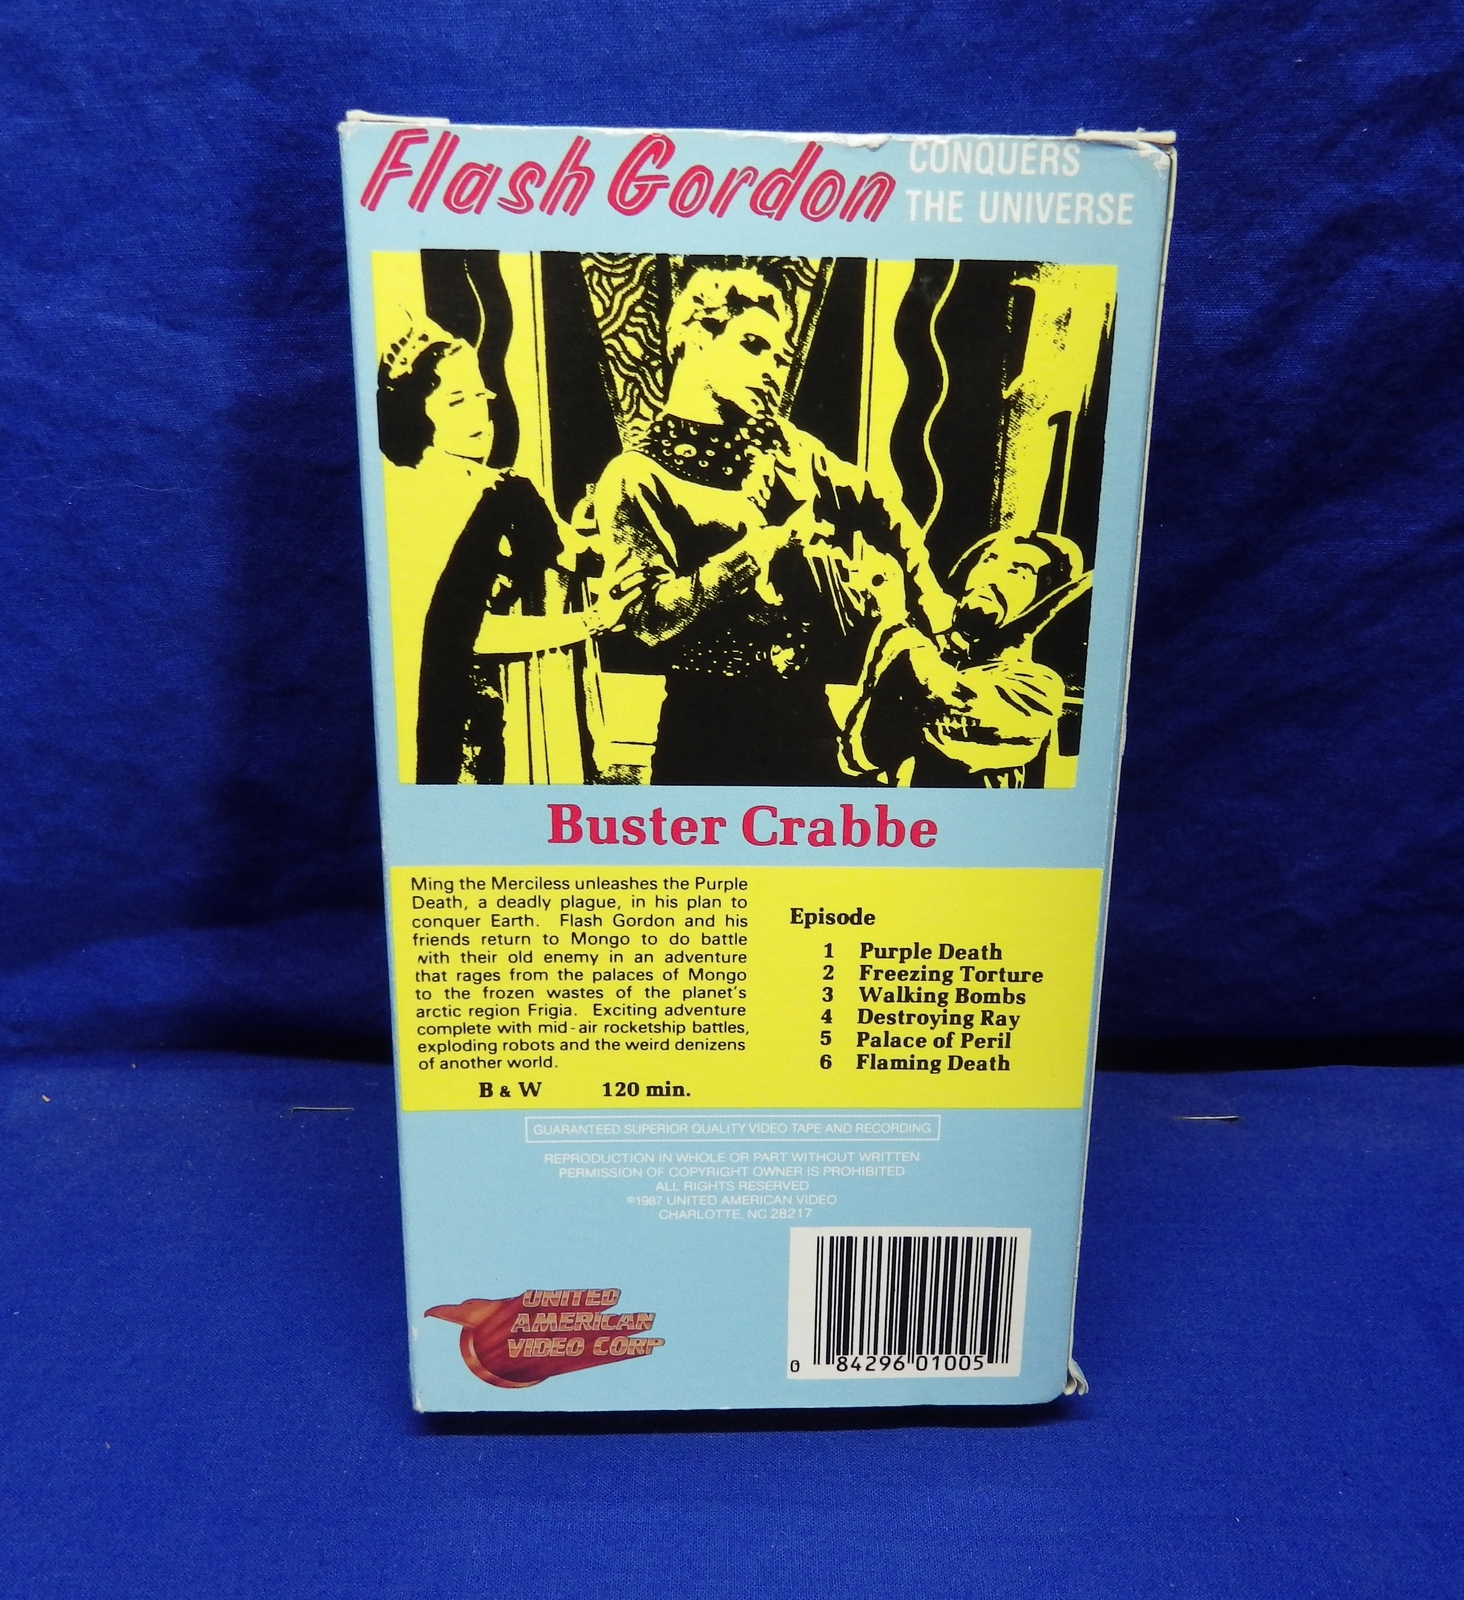 Flash Gordon CONQUERS
THE UNIVERSE
Buster Crabbe
Ming the Merciless unleashes the Purple
Death, a deadly plague, in his plan to
conquer Earth. Flash Gordon and his
friends return to Mongo to do battle
with their old enemy in an adventure
that rages from the palaces of Mongo
to the frozen wastes of the planet's
arctic region Frigia. Exciting adventure
complete with mid-air rocketship battles,
exploding robots and the weird denizens
of another world.
B & W 120 min.
Episode
1 Purple Death
2 Freezing Torture
3 Walking Bombs
4 Destroying Ray
5 Palace of Peril
6 Flaming Death
GUARANTEED SUPERIOR QUALITY VIDEO TAPE AND RECORDING
REPRODUCTION IN WHOLE OR PART WITHOUT WRITTEN
PERMISSION OF COPYRIGHT OWNER IS PROHIBITED
ALL RIGHTS RESERVED
©1987 UNITED AMERICAN VIDEO
CHARLOTTE, NC 28217
UNITED
AMERICAN
VIDEO CORP
0 84296 01005